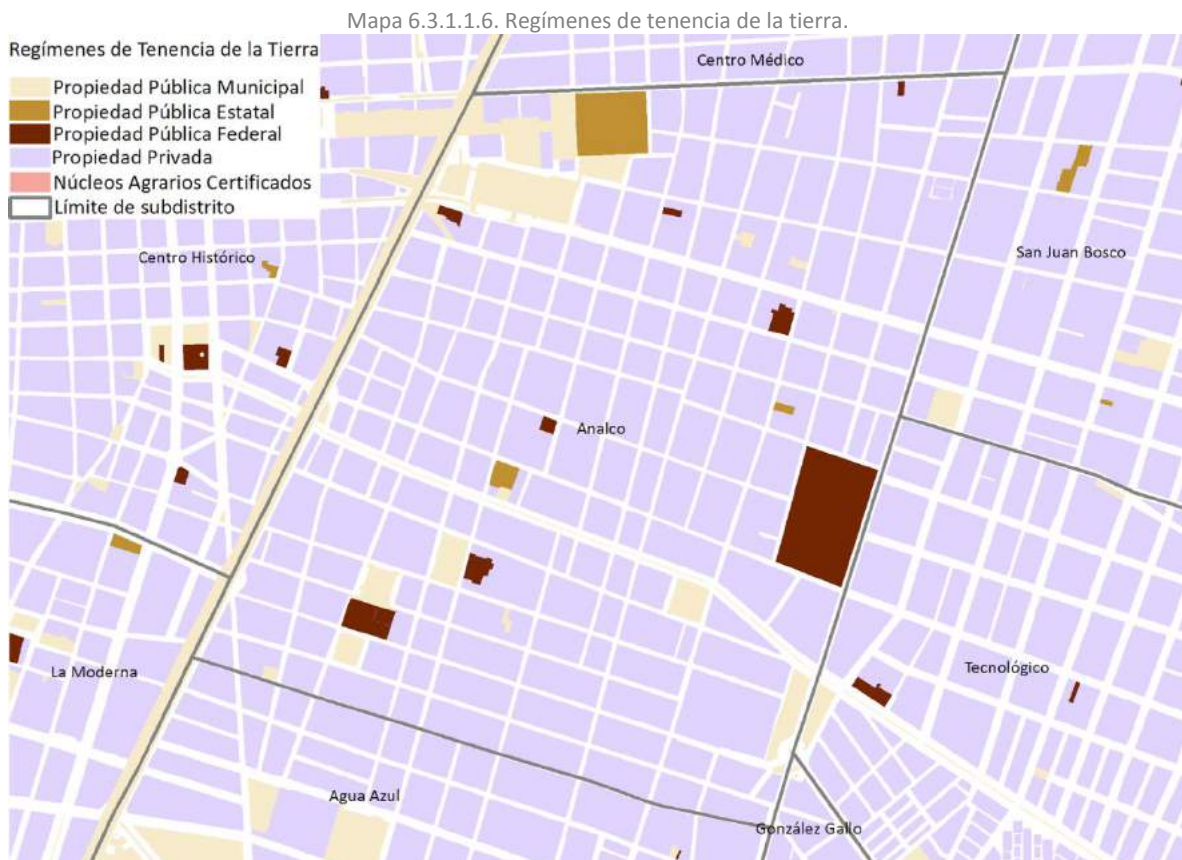 Mapa 6.3.1.1.6. Regímenes de tenencia de la tierra.
Regímenes de Tenencia de la Tierra
Propiedad Pública Municipal
Propiedad Pública Estatal
Propiedad Pública Federal
Propiedad Privada
Núcleos Agrarios Certificados
Límite de subdistrito
Centro Médico
San Juan Bosco
Centro Histórico
Analco
La Moderna
Tecnológico
Agua Azul
González Gallo